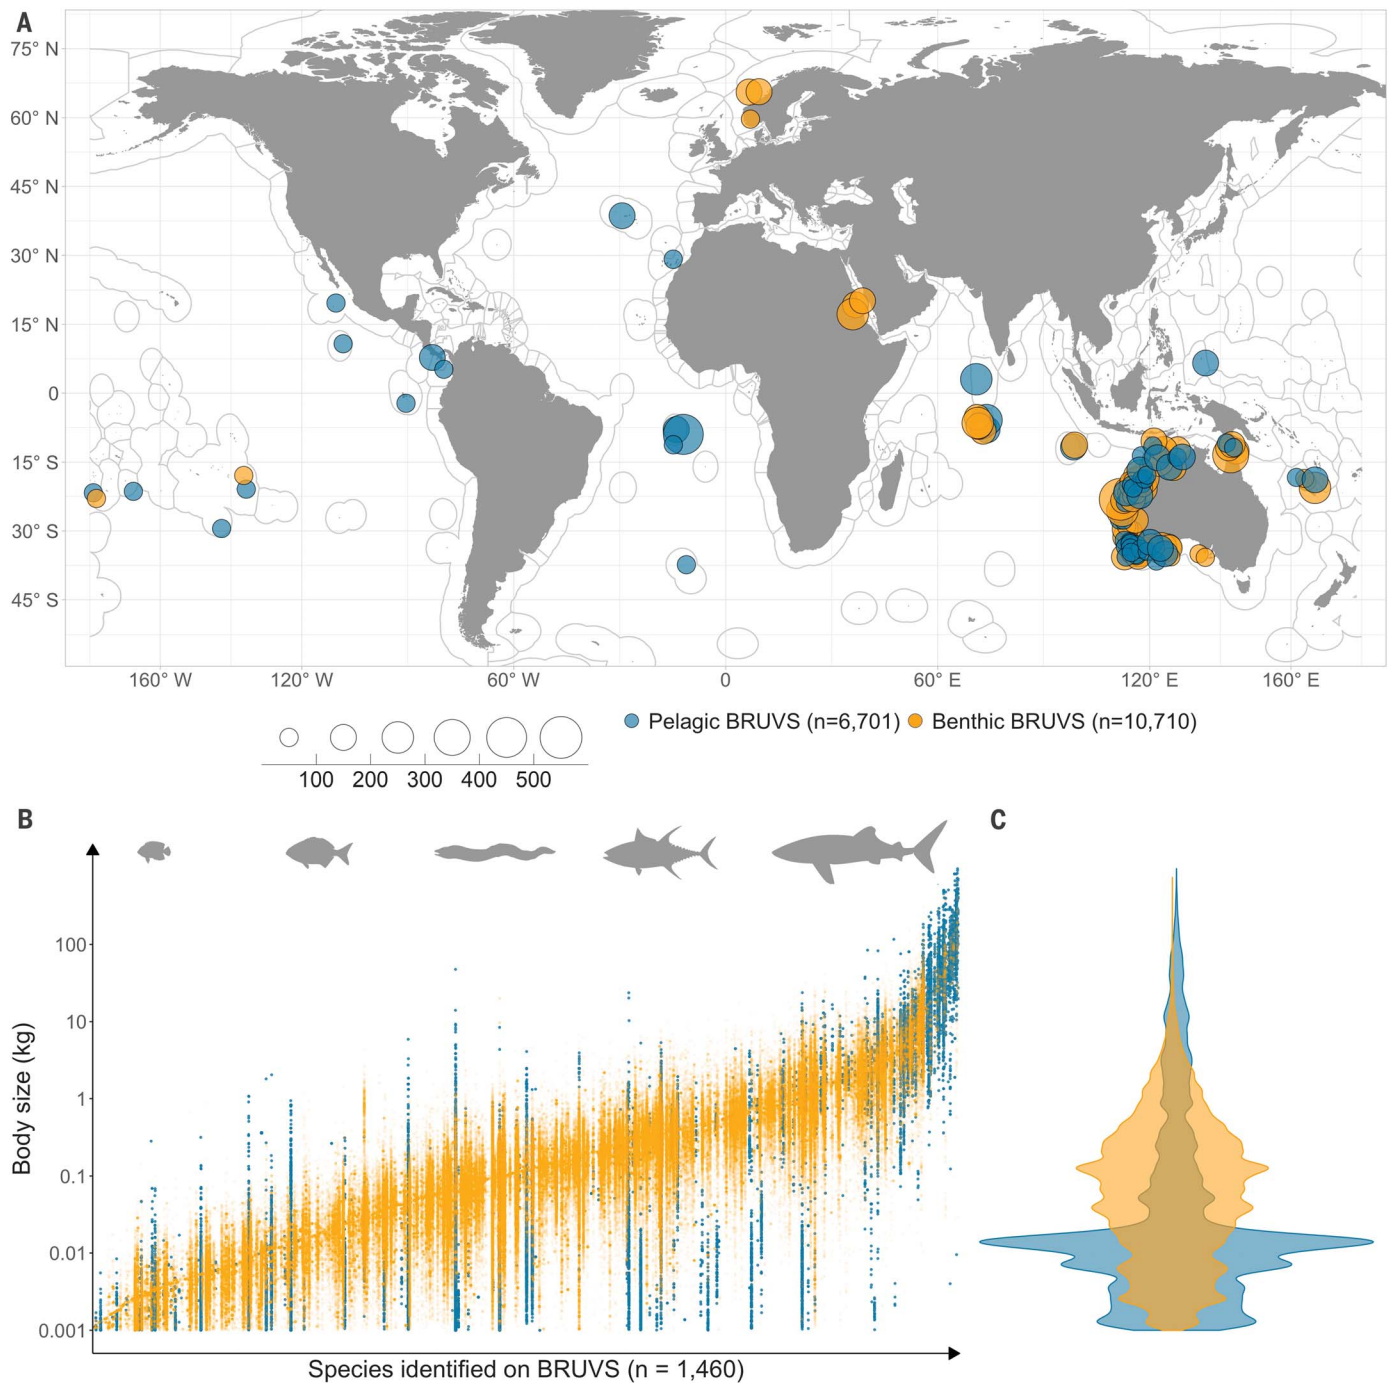 A
75° N
60° N
45° N
30° N
15° N
0
15° S
30° S
45° S
160° W 120° W 60° W 0 60° E 120° E 160° E
Pelagic BRUVS (n=6,701) Benthic BRUVS (n=10,710)
100 200 300 400 500
B
C
100
10
1
0.1
0.01
0.001
Body size (kg)
Species identified on BRUVS (n = 1,460)